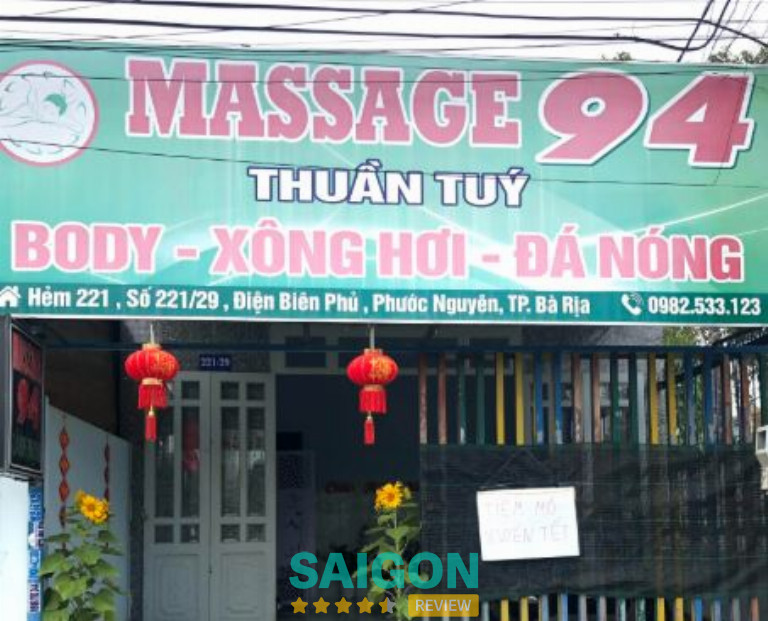 MASSAGE 94
THUẦN TUÝ
BODY - XÔNG HƠI - ĐÁ NÓNG
Hẻm 221 , Số 221/29 , Điện Biên Phủ , Phước Nguyên, TP. Bà Rịa 0982.533.123
221/29
TIỆM MỞ
XUYÊN TẾT
SAIGON
REVIEW